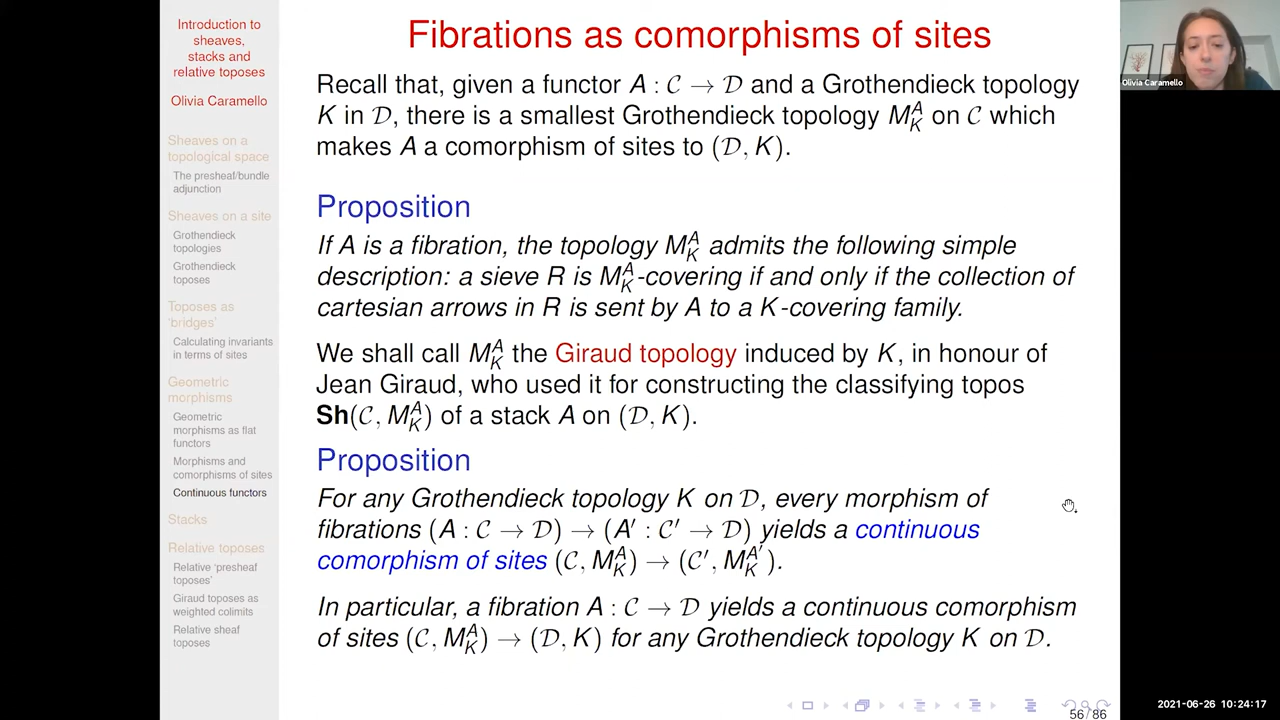 Introduction to
sheaves,
stacks and
relative toposes
Olivia Caramello
Sheaves on a
topological space
The presheaf/bundle
adjunction
Sheaves on a site
Grothendieck
topologies
Grothendieck
toposes
Toposes as
‘bridges’
Calculating invariants
in terms of sites
Geometric
morphisms
Geometric
morphisms as flat
functors
Morphisms and
comorphisms of sites
Continuous functors
Stacks
Relative toposes
Relative ‘presheaf
toposes’
Giraud toposes as
weighted colimits
Relative sheaf
toposes
Fibrations as comorphisms of sites
Recall that, given a functor A : 𝒞 → 𝒟 and a Grothendieck topology
K in 𝒟, there is a smallest Grothendieck topology M_K^A on 𝒞 which
makes A a comorphism of sites to (𝒟, K).
Proposition
If A is a fibration, the topology M_K^A admits the following simple
description: a sieve R is M_K^A-covering if and only if the collection of
cartesian arrows in R is sent by A to a K-covering family.
We shall call M_K^A the Giraud topology induced by K, in honour of
Jean Giraud, who used it for constructing the classifying topos
Sh(𝒞, M_K^A) of a stack A on (𝒟, K).
Proposition
For any Grothendieck topology K on 𝒟, every morphism of
fibrations (A : 𝒞 → 𝒟) → (A′ : 𝒞′ → 𝒟) yields a continuous
comorphism of sites (𝒞, M_K^A) → (𝒞′, M_K^A′).
In particular, a fibration A : 𝒞 → 𝒟 yields a continuous comorphism
of sites (𝒞, M_K^A) → (𝒟, K) for any Grothendieck topology K on 𝒟.
56 / 86
Olivia Caramello
2021-06-26 10:24:17